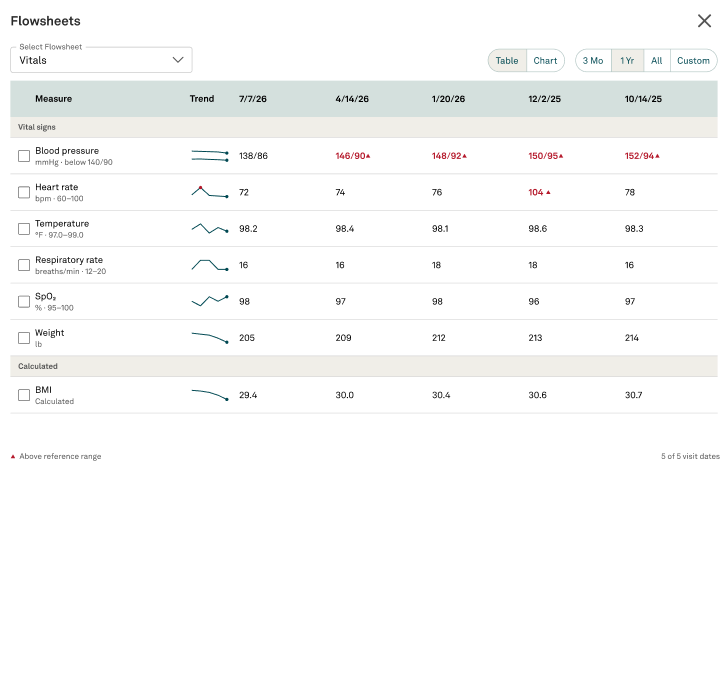 Flowsheets
Select Flowsheet
Vitals
Table Chart 3 Mo 1 Yr All Custom
Measure Trend 7/7/26 4/14/26 1/20/26 12/2/25 10/14/25
Vital signs
Blood pressure 138/86 146/90▲ 148/92▲ 150/95▲ 152/94▲
mmHg · below 140/90
Heart rate 72 74 76 104 ▲ 78
bpm · 60–100
Temperature 98.2 98.4 98.1 98.6 98.3
°F · 97.0–99.0
Respiratory rate 16 16 18 18 16
breaths/min · 12–20
SpO₂ 98 97 98 96 97
% · 95–100
Weight 205 209 212 213 214
lb
Calculated
BMI 29.4 30.0 30.4 30.6 30.7
Calculated
▲ Above reference range 5 of 5 visit dates